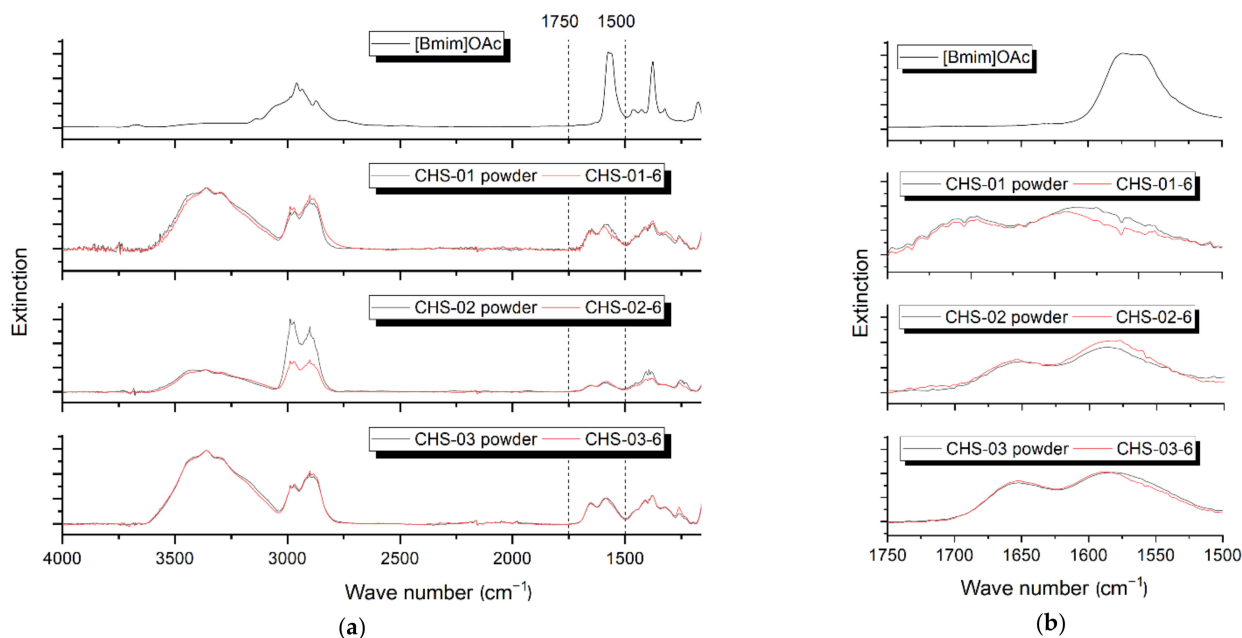 1750 1500
[Bmim]OAc
CHS-01 powder CHS-01-6
CHS-02 powder CHS-02-6
CHS-03 powder CHS-03-6
Extinction
4000 3500 3000 2500 2000 1500
Wave number (cm⁻¹)
(a)
[Bmim]OAc
CHS-01 powder CHS-01-6
CHS-02 powder CHS-02-6
CHS-03 powder CHS-03-6
Extinction
1750 1700 1650 1600 1550 1500
Wave number (cm⁻¹)
(b)